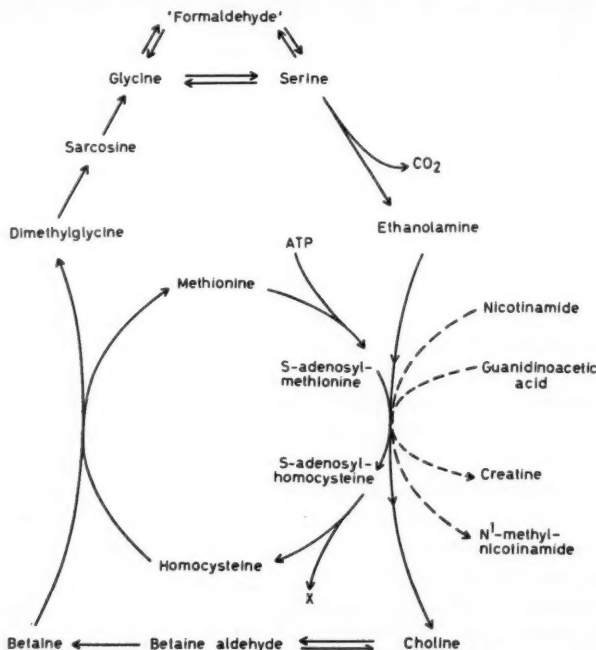 'Formaldehyde'
Glycine
Serine
Sarcosine
CO2
Dimethylglycine
Ethanolamine
ATP
Methionine
Nicotinamide
S-adenosyl-
methionine
Guanidinoacetic
acid
S-adenosyl-
homocysteine
Creatine
N1-methyl-
nicotinamide
Homocysteine
X
Betaine
Betaine aldehyde
Choline